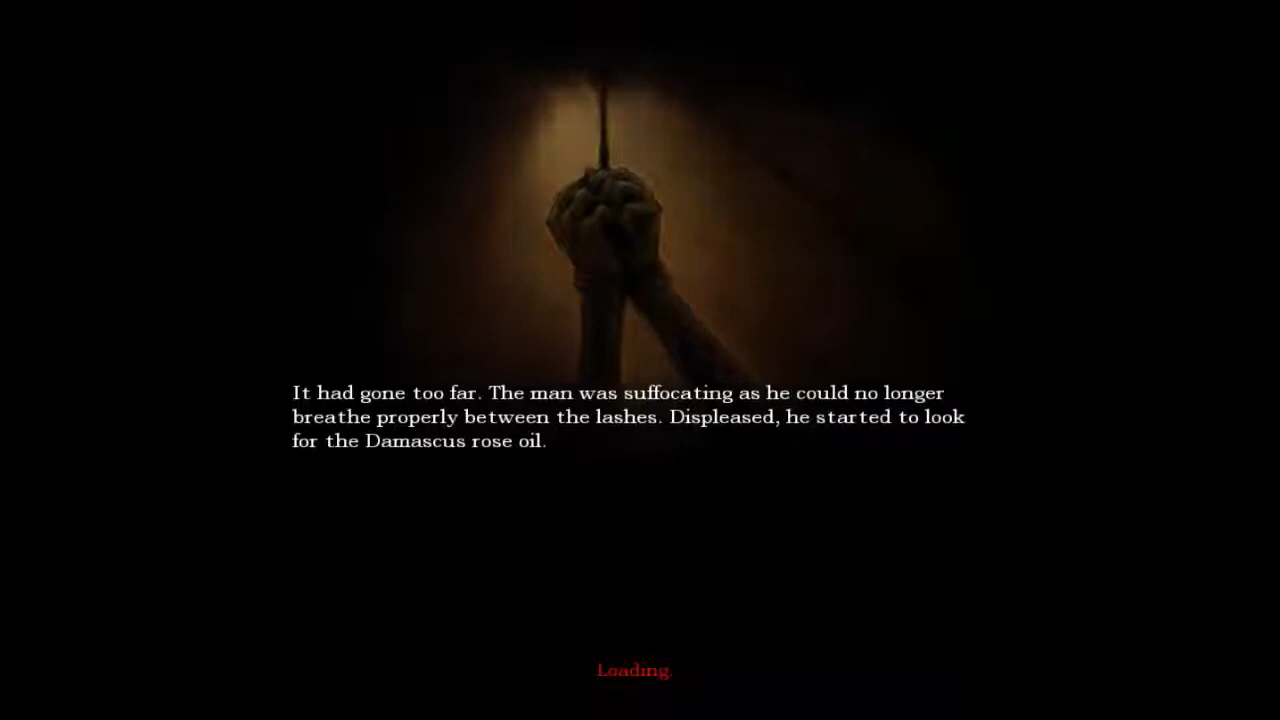 It had gone too far. The man was suffocating as he could no longer
breathe properly between the lashes. Displeased, he started to look
for the Damascus rose oil.
Loading.